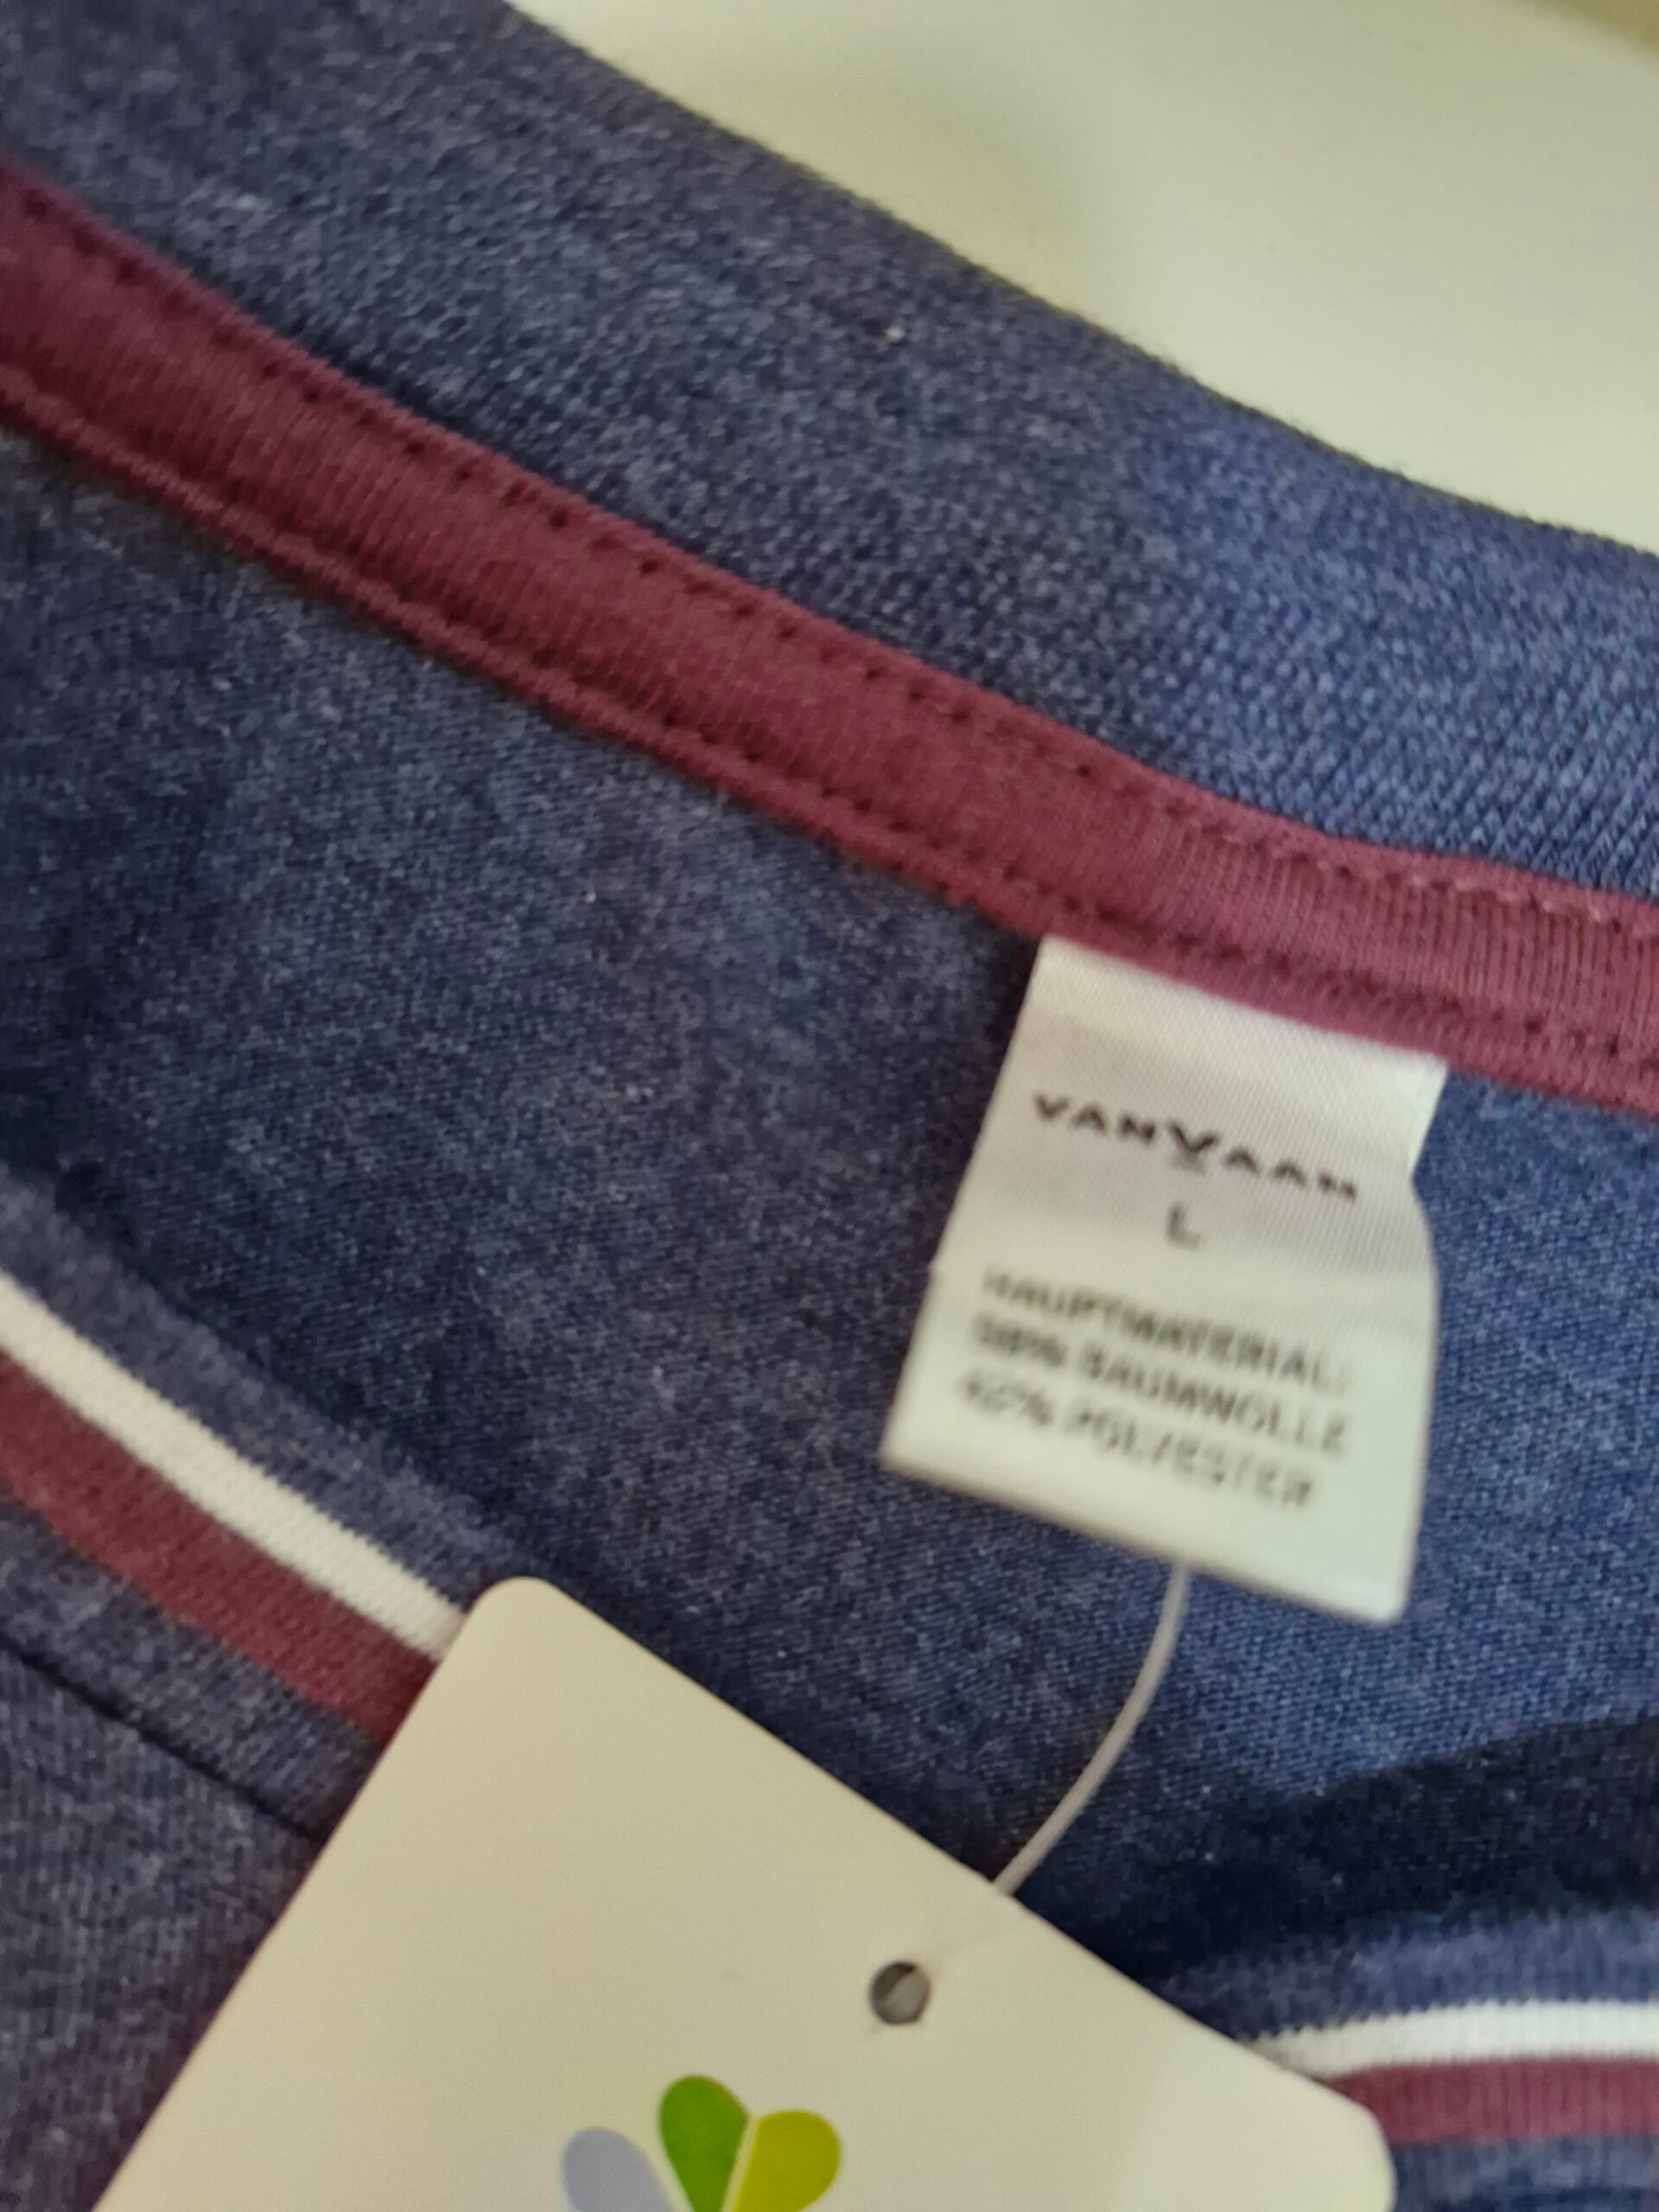 VANVAAN
L
HAUPTMATERIAL:
58% BAUMWOLLE
42% POLYESTER